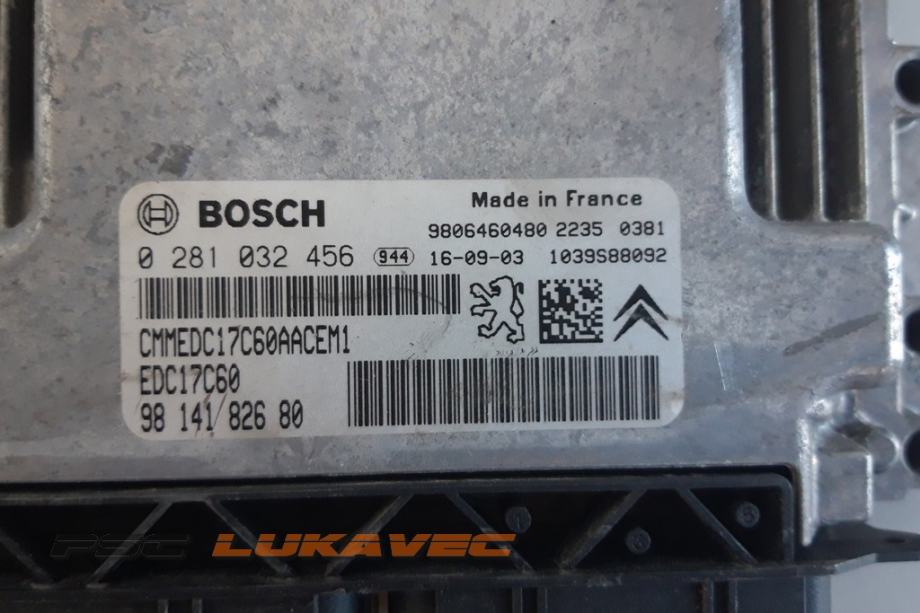 BOSCH
Made in France
9806460480 2235 0381
0 281 032 456 944 16-09-03 1039S88092
CMMEDC17C60AACEM1
EDC17C60
98 141 826 80
PSC LUKAVEC